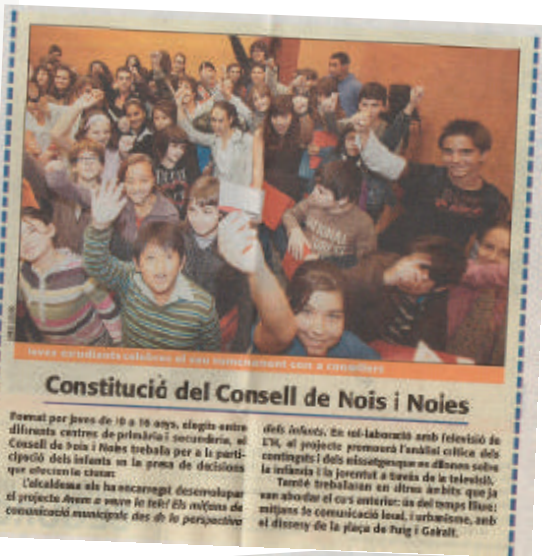 Joves estudiants celebren el seu nomenament com a consellers
Constitució del Consell de Nois i Noies
Format per joves de 10 a 16 anys, elegits entre
diferents centres de primària i secundària, el
Consell de Nois i Noies treballa per a la parti-
cipació dels infants en la presa de decisions
que afecten la ciutat.
L'alcaldessa els ha encarregat desenvolupar
el projecte Anem a veure la tele! Els mitjans de
comunicació municipals des de la perspectiva
dels infants. En col·laboració amb Televisió de
L'H, el projecte promourà l'anàlisi crítica dels
continguts i dels missatges que es donen sobre
la infància i la joventut a través de la televisió.
També treballaran en altres àmbits que ja
van abordar el curs anterior: ús del temps lliure;
mitjans de comunicació local, i urbanisme, amb
el disseny de la plaça de Puig i Gairalt.